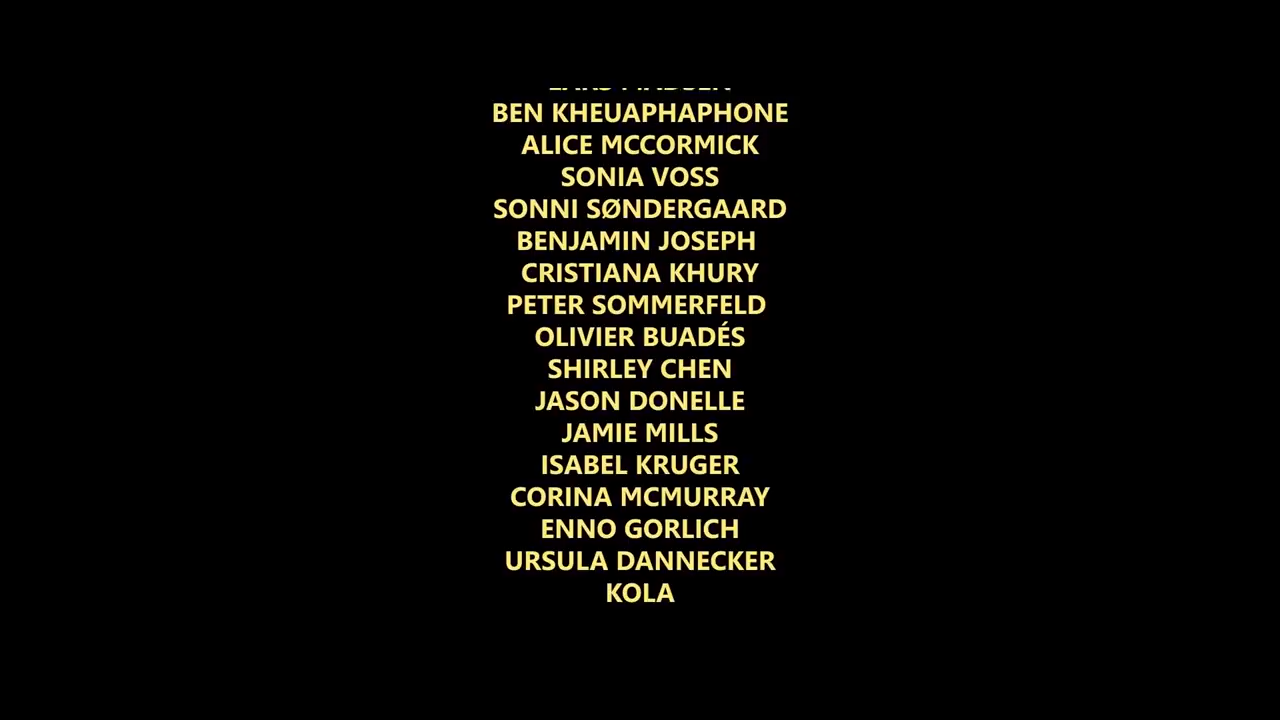 BEN KHEUAPHAPHONE
ALICE MCCORMICK
SONIA VOSS
SONNI SØNDERGAARD
BENJAMIN JOSEPH
CRISTIANA KHURY
PETER SOMMERFELD
OLIVIER BUADÉS
SHIRLEY CHEN
JASON DONELLE
JAMIE MILLS
ISABEL KRUGER
CORINA MCMURRAY
ENNO GORLICH
URSULA DANNECKER
KOLA